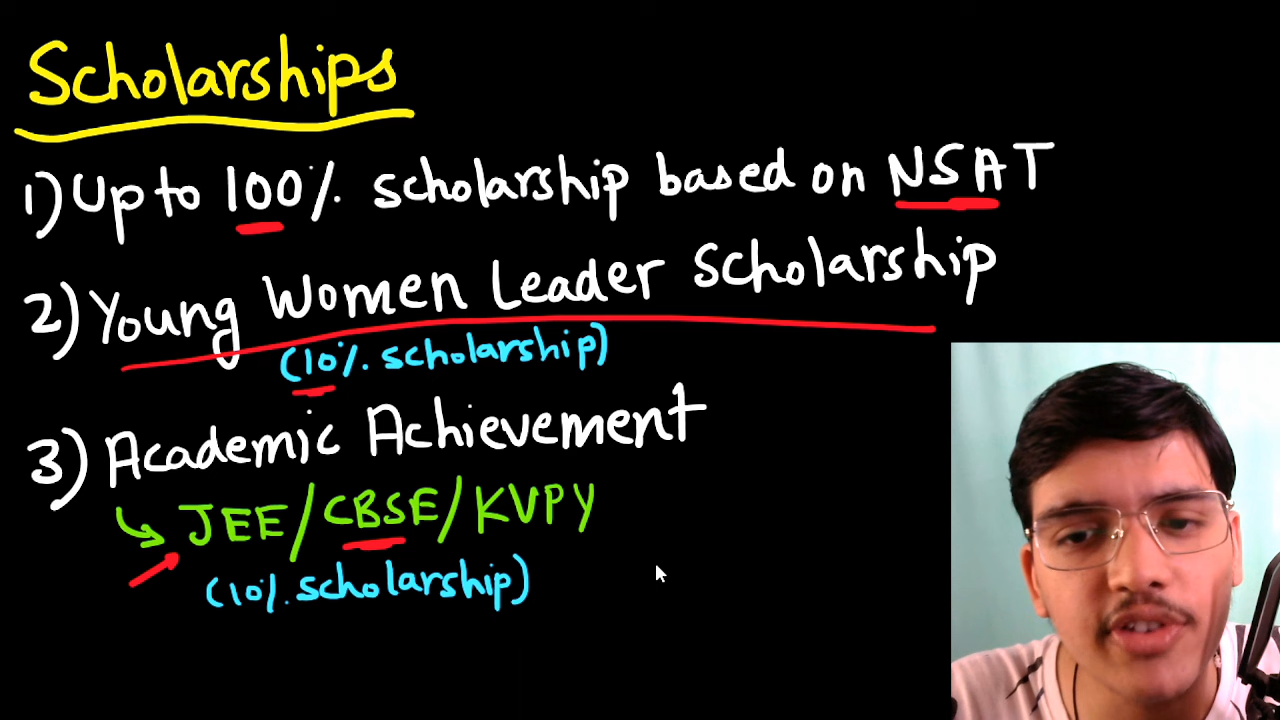 Scholarships
1) Up to 100% scholarship based on NSAT
2) Young Women Leader Scholarship
(10% scholarship)
3) Academic Achievement
↳ JEE/CBSE/KVPY
(10% scholarship)